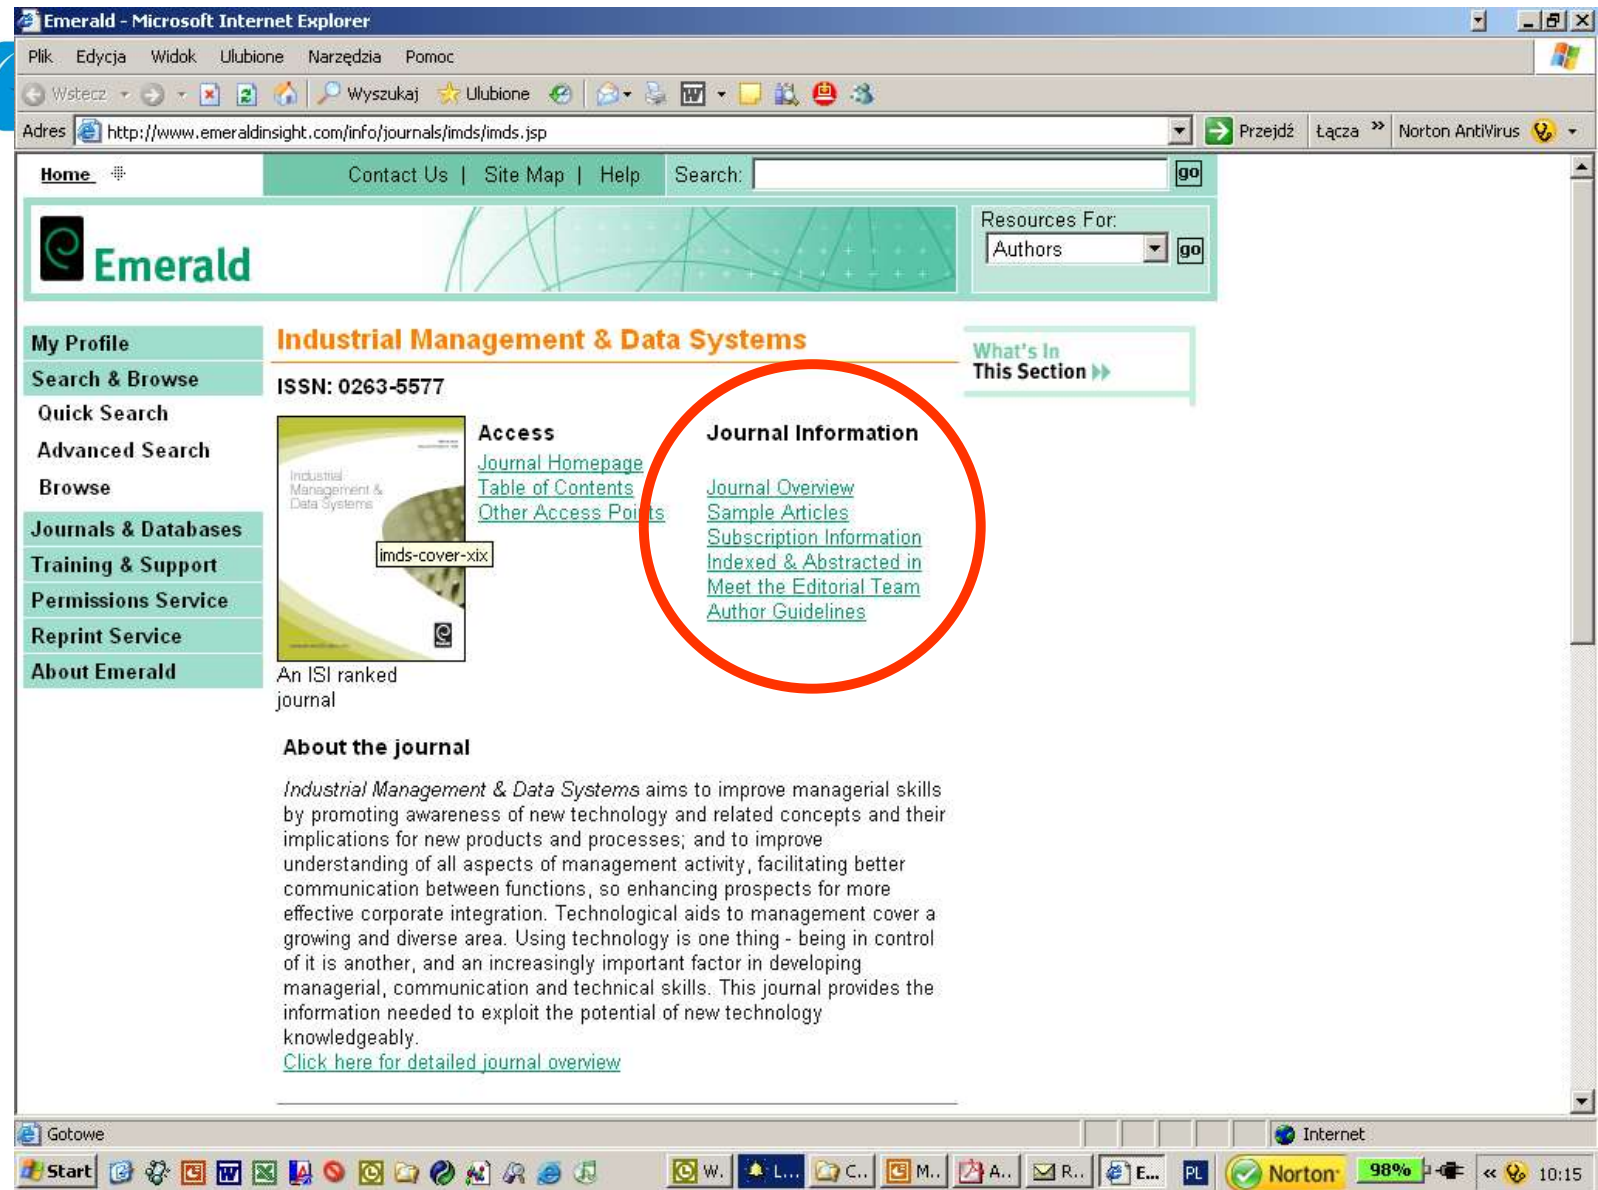 Emerald - Microsoft Internet Explorer
Plik Edycja Widok Ulubione Narzędzia Pomoc
Wstecz Wyszukaj Ulubione
Adres http://www.emeraldinsight.com/info/journals/imds/imds.jsp Przejdź Łącza » Norton AntiVirus
Home Contact Us | Site Map | Help Search: go
Emerald
Resources For:
Authors go
My Profile
Search & Browse
Quick Search
Advanced Search
Browse
Journals & Databases
Training & Support
Permissions Service
Reprint Service
About Emerald
Industrial Management & Data Systems
ISSN: 0263-5577
Industrial
Management &
Data Systems
imds-cover-xix
An ISI ranked
journal
Access
Journal Homepage
Table of Contents
Other Access Points
Journal Information
Journal Overview
Sample Articles
Subscription Information
Indexed & Abstracted in
Meet the Editorial Team
Author Guidelines
What's In
This Section
About the journal
Industrial Management & Data Systems aims to improve managerial skills
by promoting awareness of new technology and related concepts and their
implications for new products and processes; and to improve
understanding of all aspects of management activity, facilitating better
communication between functions, so enhancing prospects for more
effective corporate integration. Technological aids to management cover a
growing and diverse area. Using technology is one thing - being in control
of it is another, and an increasingly important factor in developing
managerial, communication and technical skills. This journal provides the
information needed to exploit the potential of new technology
knowledgeably.
Click here for detailed journal overview
Gotowe Internet
Start W.. L... C.. M.. A.. R.. E... PL Norton 98% « 10:15